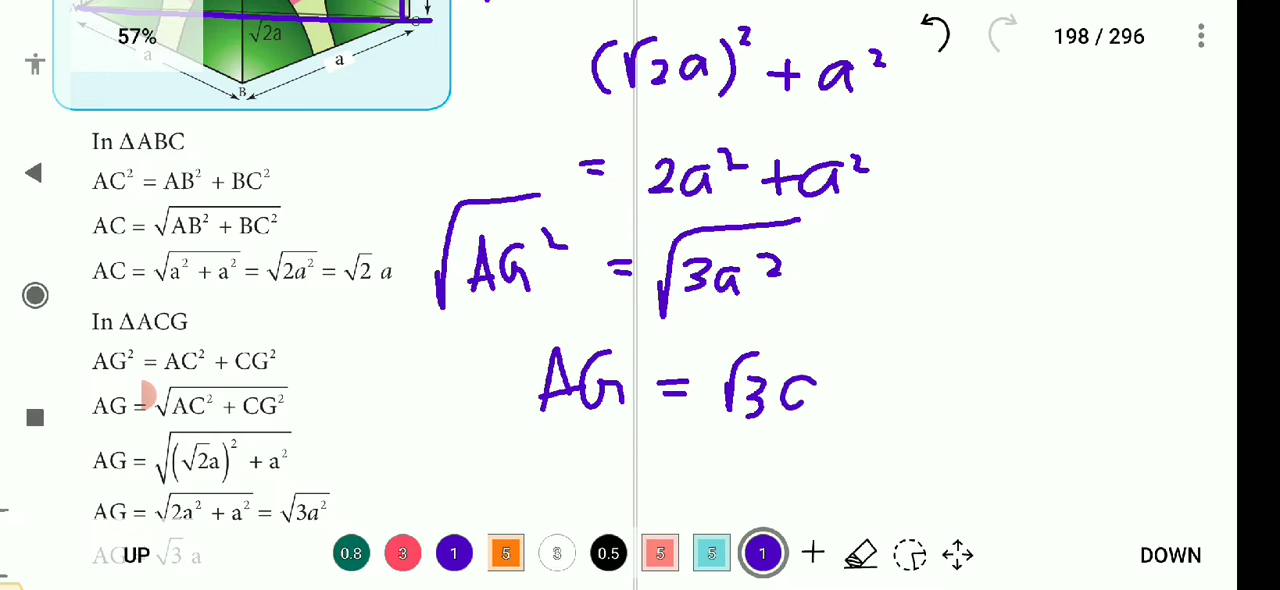 57%
√2a
a
a
B
198 / 296
(√2a)² + a²
= 2a² + a²
√AG² = √3a²
AG = √3 c
In ΔABC
AC² = AB² + BC²
AC = √(AB² + BC²)
AC = √(a² + a²) = √(2a²) = √2 a
In ΔACG
AG² = AC² + CG²
AG = √(AC² + CG²)
AG = √((√2a)² + a²)
AG = √(2a² + a²) = √(3a²)
AG √3 a
UP
0.8 3 1 5 3 0.5 5 5 1
DOWN